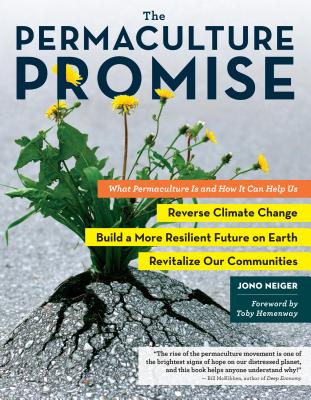 The
PERMACULTURE
PROMISE
What Permaculture Is and How It Can Help Us
Reverse Climate Change
Build a More Resilient Future on Earth
Revitalize Our Communities
JONO NEIGER
Foreword by
Toby Hemenway
"The rise of the permaculture movement is one of
the brightest signs of hope on our distressed planet,
and this book helps anyone understand why!"
— Bill McKibben, author of Deep Economy